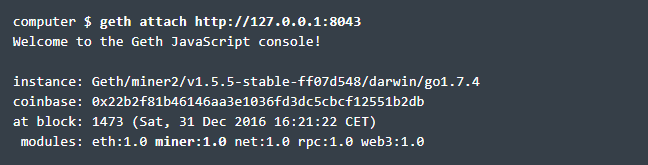 computer $ geth attach http://127.0.0.1:8043
Welcome to the Geth JavaScript console!
instance: Geth/miner2/v1.5.5-stable-ff07d548/darwin/go1.7.4
coinbase: 0x22b2f81b46146aa3e1036fd3dc5cbcf12551b2db
at block: 1473 (Sat, 31 Dec 2016 16:21:22 CET)
modules: eth:1.0 miner:1.0 net:1.0 rpc:1.0 web3:1.0